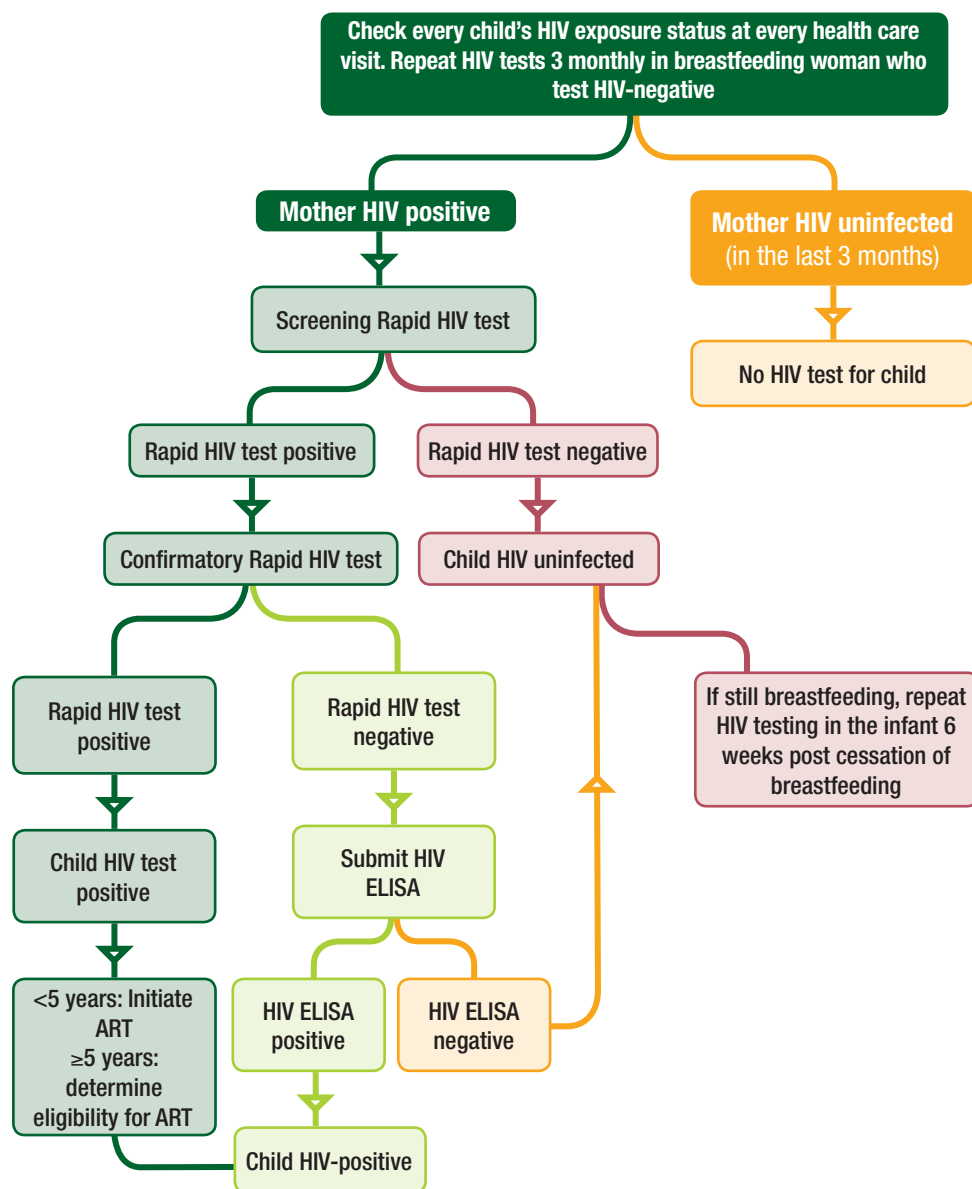 Check every child's HIV exposure status at every health care
visit. Repeat HIV tests 3 monthly in breastfeeding woman who
test HIV-negative
Mother HIV positive
Mother HIV uninfected
(in the last 3 months)
Screening Rapid HIV test
No HIV test for child
Rapid HIV test positive
Rapid HIV test negative
Confirmatory Rapid HIV test
Child HIV uninfected
Rapid HIV test
positive
Rapid HIV test
negative
If still breastfeeding, repeat
HIV testing in the infant 6
weeks post cessation of
breastfeeding
Child HIV test
positive
Submit HIV
ELISA
<5 years: Initiate
ART
≥5 years:
determine
eligibility for ART
HIV ELISA
positive
HIV ELISA
negative
Child HIV-positive